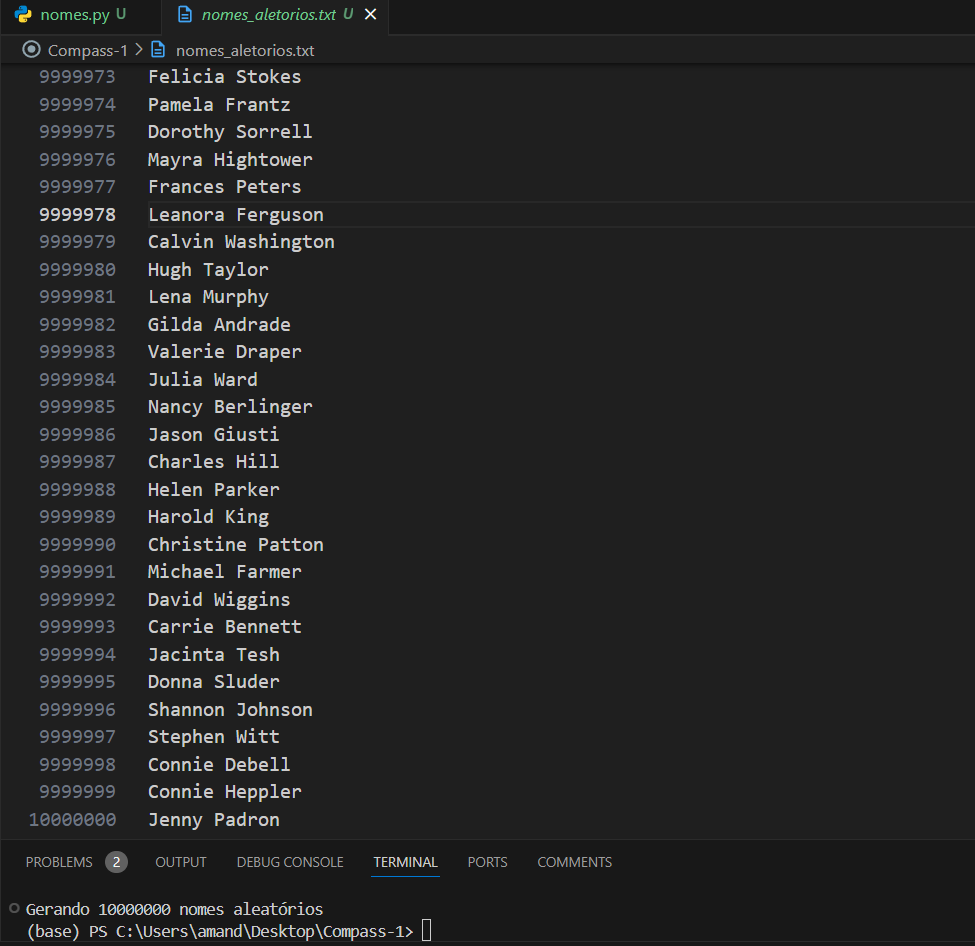 nomes.py U nomes_aletorios.txt U
Compass-1 > nomes_aletorios.txt
9999973 Felicia Stokes
9999974 Pamela Frantz
9999975 Dorothy Sorrell
9999976 Mayra Hightower
9999977 Frances Peters
9999978 Leanora Ferguson
9999979 Calvin Washington
9999980 Hugh Taylor
9999981 Lena Murphy
9999982 Gilda Andrade
9999983 Valerie Draper
9999984 Julia Ward
9999985 Nancy Berlinger
9999986 Jason Giusti
9999987 Charles Hill
9999988 Helen Parker
9999989 Harold King
9999990 Christine Patton
9999991 Michael Farmer
9999992 David Wiggins
9999993 Carrie Bennett
9999994 Jacinta Tesh
9999995 Donna Sluder
9999996 Shannon Johnson
9999997 Stephen Witt
9999998 Connie Debell
9999999 Connie Heppler
10000000 Jenny Padron
PROBLEMS 2 OUTPUT DEBUG CONSOLE TERMINAL PORTS COMMENTS
Gerando 10000000 nomes aleatórios
(base) PS C:\Users\amand\Desktop\Compass-1>